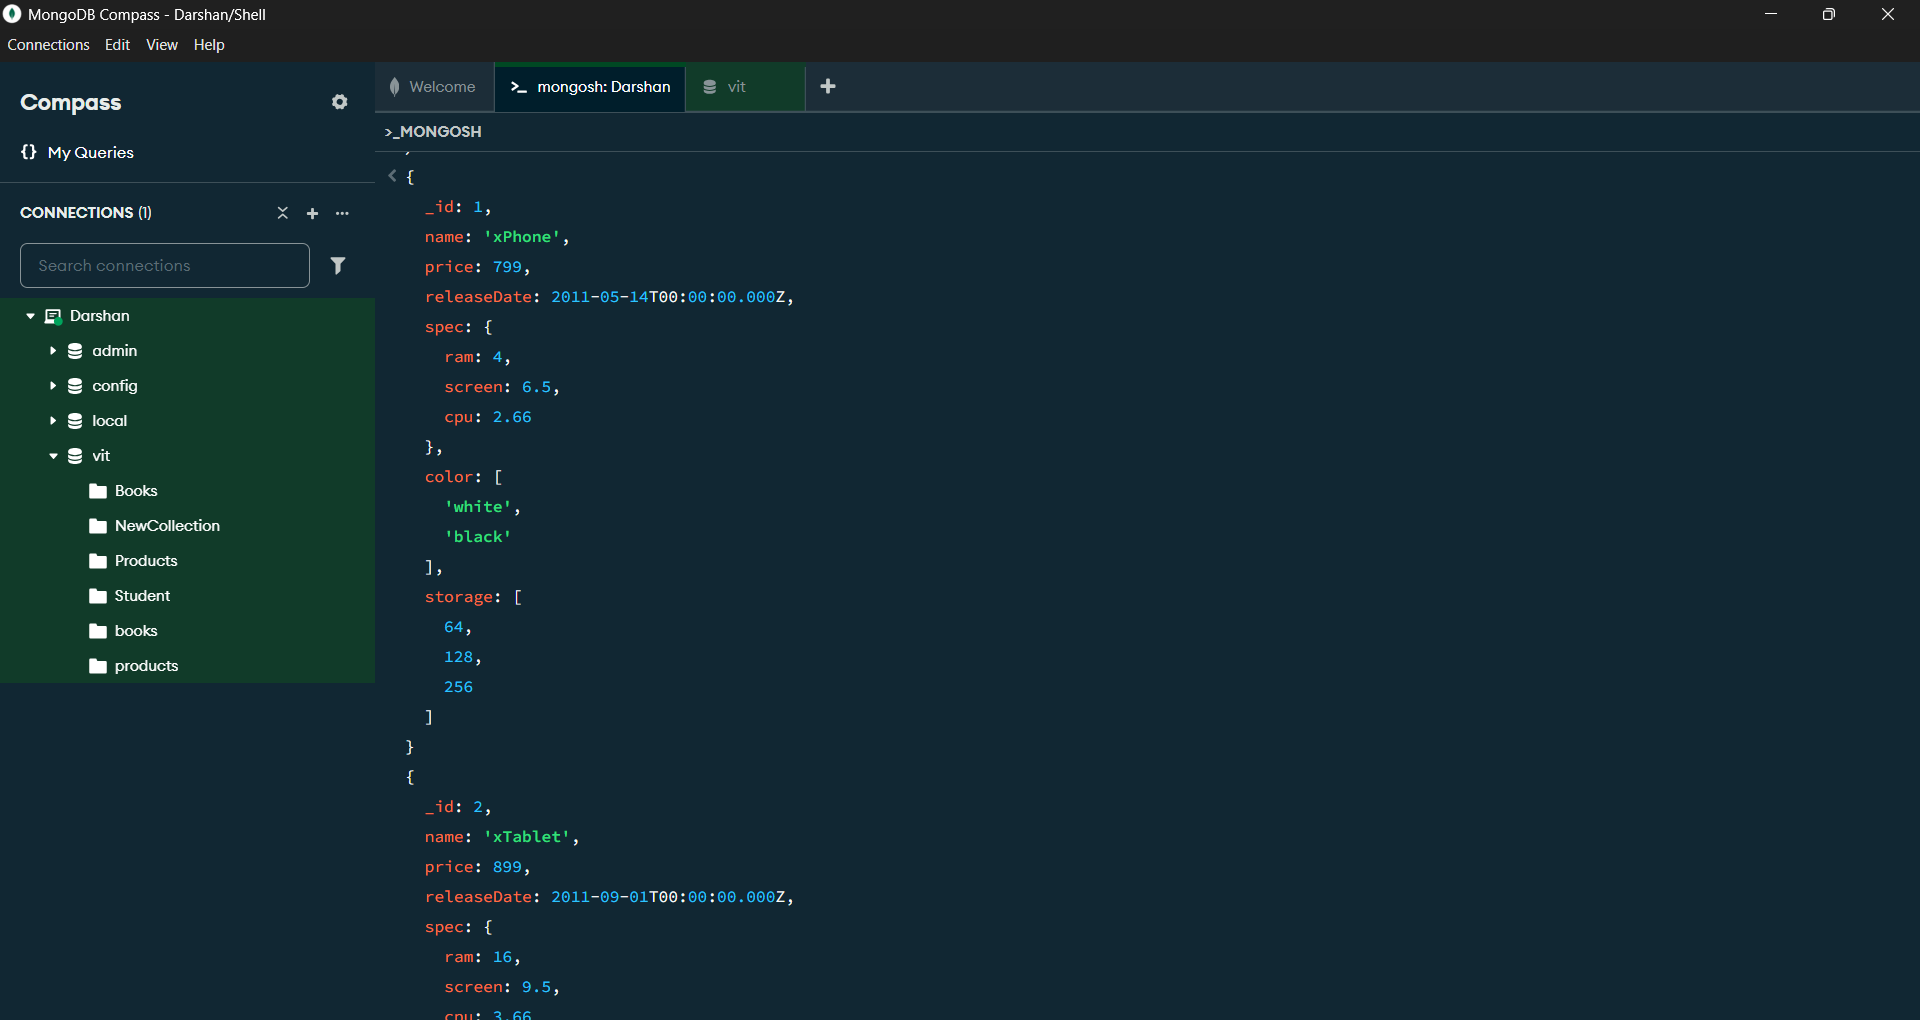 MongoDB Compass - Darshan/Shell
Connections Edit View Help
Compass
{} My Queries
CONNECTIONS (1)
Search connections
Darshan
admin
config
local
vit
Books
NewCollection
Products
Student
books
products
Welcome
>_ mongosh: Darshan
vit
>_MONGOSH
{
_id: 1,
name: 'xPhone',
price: 799,
releaseDate: 2011-05-14T00:00:00.000Z,
spec: {
ram: 4,
screen: 6.5,
cpu: 2.66
},
color: [
'white',
'black'
],
storage: [
64,
128,
256
]
}
{
_id: 2,
name: 'xTablet',
price: 899,
releaseDate: 2011-09-01T00:00:00.000Z,
spec: {
ram: 16,
screen: 9.5,
cpu: 3.66